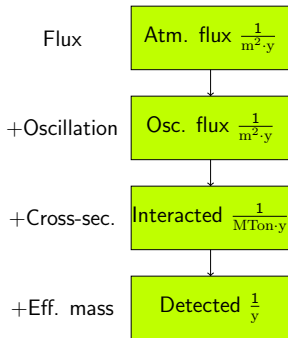 Flux Atm. flux 1/(m²·y)
+Oscillation Osc. flux 1/(m²·y)
+Cross-sec. Interacted 1/(MTon·y)
+Eff. mass Detected 1/y